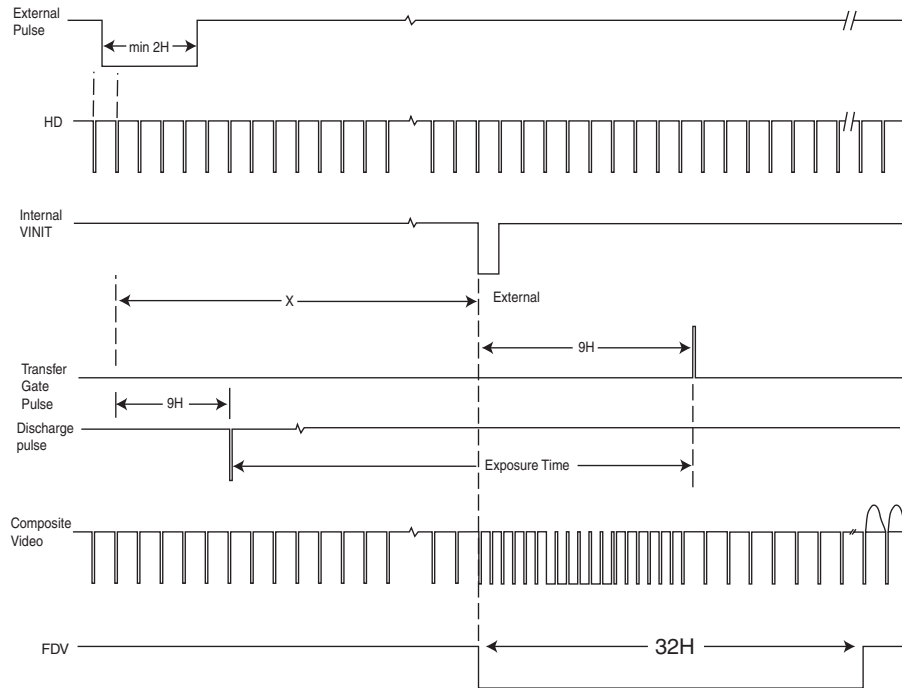 External
Pulse
min 2H
HD
Internal
VINIT
X
External
9H
Transfer
Gate
Pulse
9H
Discharge
pulse
Exposure Time
Composite
Video
FDV
32H